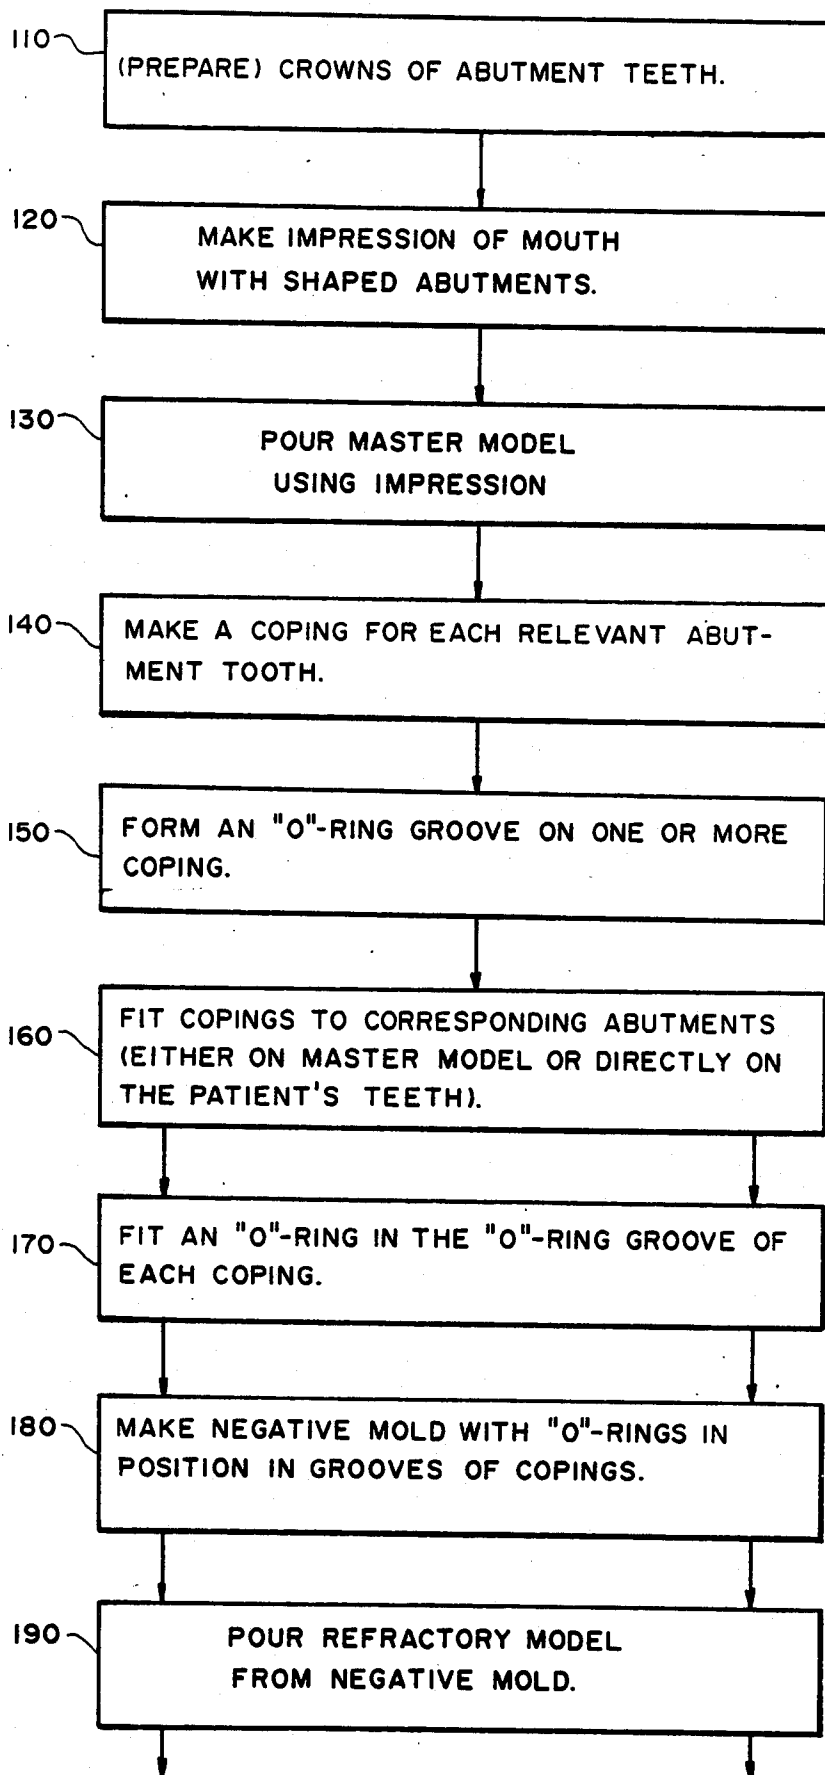 110
(PREPARE) CROWNS OF ABUTMENT TEETH.
120
MAKE IMPRESSION OF MOUTH
WITH SHAPED ABUTMENTS.
130
POUR MASTER MODEL
USING IMPRESSION
140
MAKE A COPING FOR EACH RELEVANT ABUT-
MENT TOOTH.
150
FORM AN "O"-RING GROOVE ON ONE OR MORE
COPING.
160
FIT COPINGS TO CORRESPONDING ABUTMENTS
(EITHER ON MASTER MODEL OR DIRECTLY ON
THE PATIENT'S TEETH).
170
FIT AN "O"-RING IN THE "O"-RING GROOVE OF
EACH COPING.
180
MAKE NEGATIVE MOLD WITH "O"-RINGS IN
POSITION IN GROOVES OF COPINGS.
190
POUR REFRACTORY MODEL
FROM NEGATIVE MOLD.